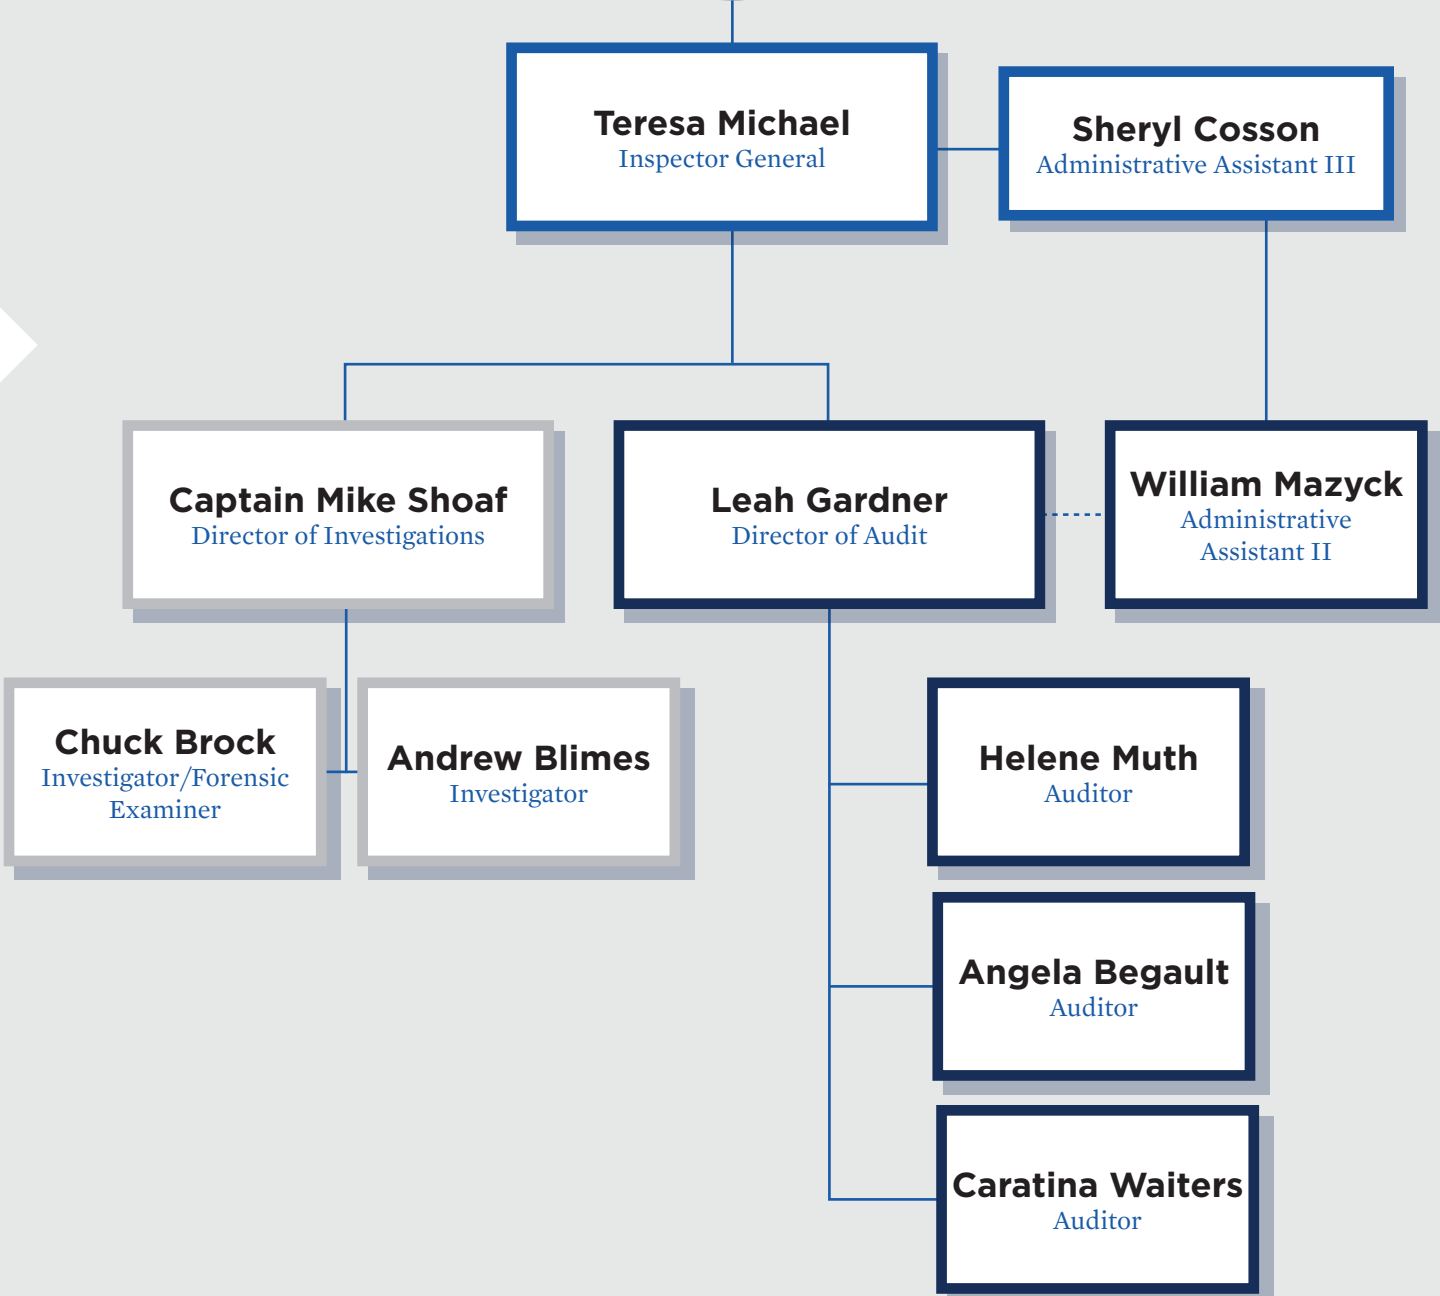 Teresa Michael
Inspector General
Sheryl Cosson
Administrative Assistant III
Captain Mike Shoaf
Director of Investigations
Leah Gardner
Director of Audit
William Mazyck
Administrative
Assistant II
Chuck Brock
Investigator/Forensic
Examiner
Andrew Blimes
Investigator
Helene Muth
Auditor
Angela Begault
Auditor
Caratina Waiters
Auditor